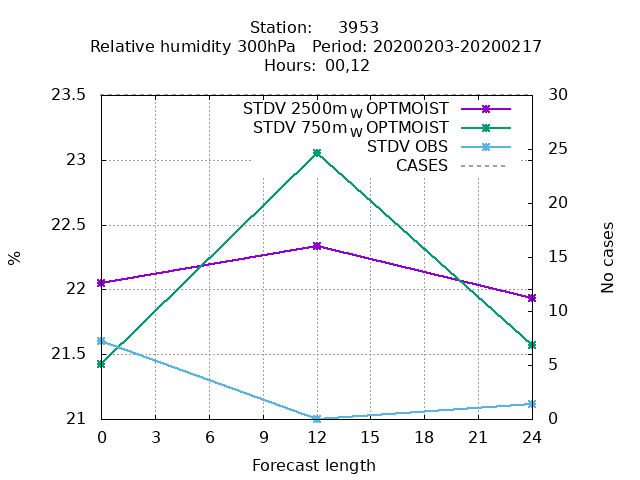 Station:     3953
Relative humidity 300hPa   Period: 20200203-20200217
Hours: 00,12
STDV 2500m_W OPTMOIST
STDV 750m_W OPTMOIST
STDV OBS
CASES
23.5
23
22.5
22
21.5
21
%
30
25
20
15
10
5
0
No cases
0 3 6 9 12 15 18 21 24
Forecast length